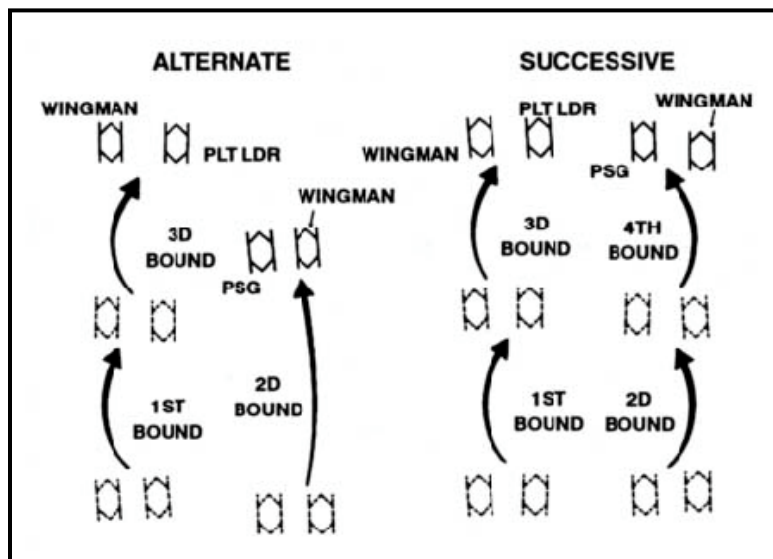 ALTERNATE
WINGMAN
PLT LDR
WINGMAN
3D
BOUND
PSG
1ST
BOUND
2D
BOUND
SUCCESSIVE
PLT LDR
WINGMAN
WINGMAN
PSG
3D
BOUND
4TH
BOUND
1ST
BOUND
2D
BOUND